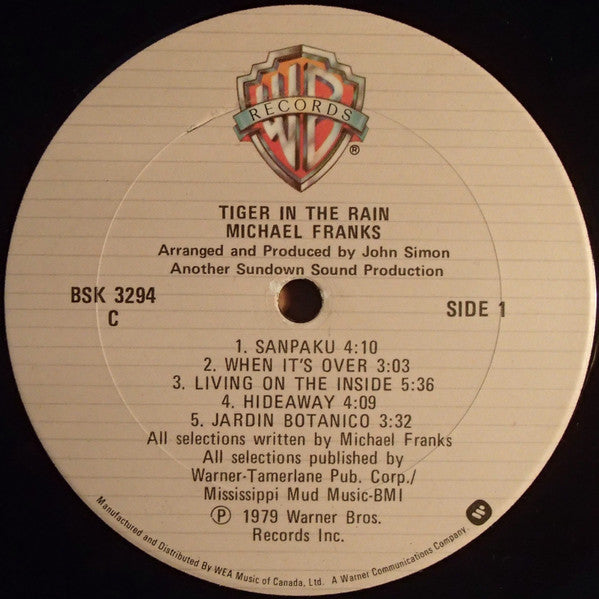 WB
RECORDS
®
TIGER IN THE RAIN
MICHAEL FRANKS
Arranged and Produced by John Simon
Another Sundown Sound Production
BSK 3294
C
SIDE 1
1. SANPAKU 4:10
2. WHEN IT'S OVER 3:03
3. LIVING ON THE INSIDE 5:36
4. HIDEAWAY 4:09
5. JARDIN BOTANICO 3:32
All selections written by Michael Franks
All selections published by
Warner-Tamerlane Pub. Corp./
Mississippi Mud Music-BMI
Ⓟ 1979 Warner Bros.
Records Inc.
Manufactured and Distributed By WEA Music of Canada, Ltd. A Warner Communications Company